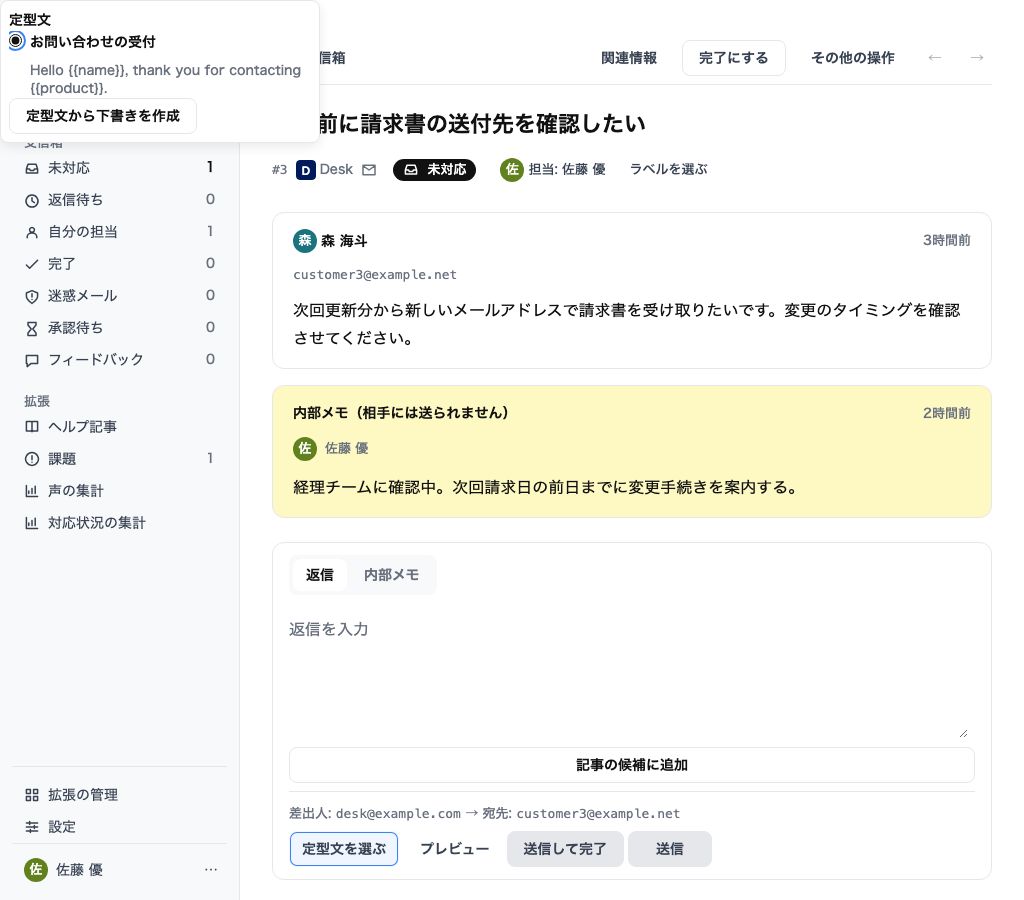 定型文
お問い合わせの受付
Hello {{name}}, thank you for contacting
{{product}}.
定型文から下書きを作成
信箱
関連情報
完了にする
その他の操作
←
→
前に請求書の送付先を確認したい
#3
D
Desk
未対応
佐
担当: 佐藤 優
ラベルを選ぶ
未対応
1
返信待ち
0
自分の担当
1
完了
0
迷惑メール
0
承認待ち
0
フィードバック
0
拡張
ヘルプ記事
課題
1
声の集計
対応状況の集計
拡張の管理
設定
佐
佐藤 優
…
森
森 海斗
3時間前
customer3@example.net
次回更新分から新しいメールアドレスで請求書を受け取りたいです。変更のタイミングを確認
させてください。
内部メモ（相手には送られません）
2時間前
佐
佐藤 優
経理チームに確認中。次回請求日の前日までに変更手続きを案内する。
返信
内部メモ
返信を入力
記事の候補に追加
差出人: desk@example.com → 宛先: customer3@example.net
定型文を選ぶ
プレビュー
送信して完了
送信